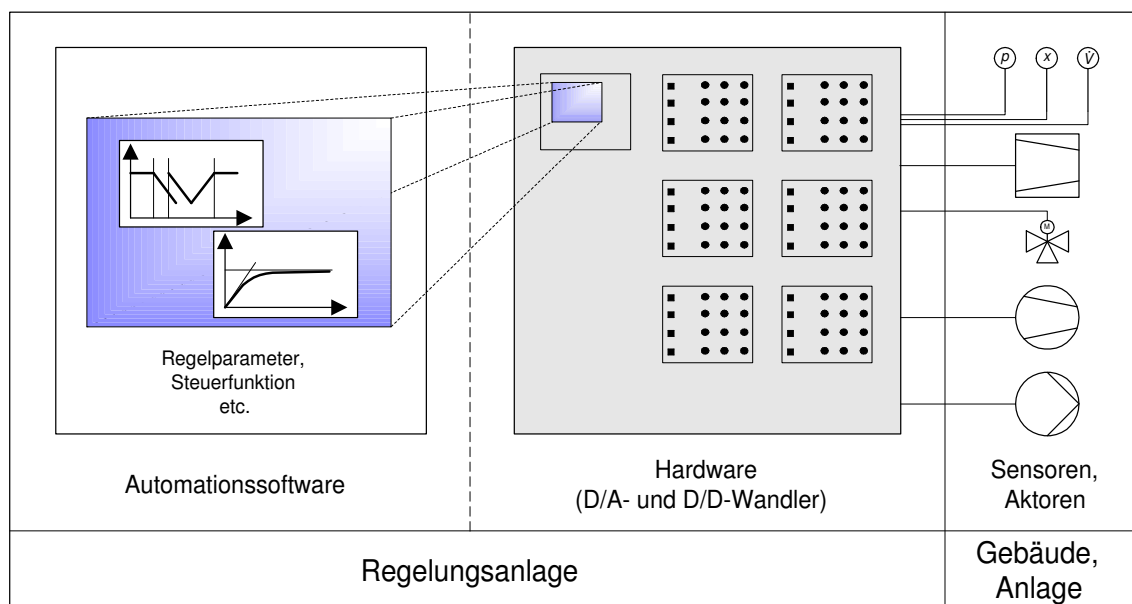 p
x
V̇
M
Regelparameter,
Steuerfunktion
etc.
Automationssoftware
Hardware
(D/A- und D/D-Wandler)
Sensoren,
Aktoren
Regelungsanlage
Gebäude,
Anlage